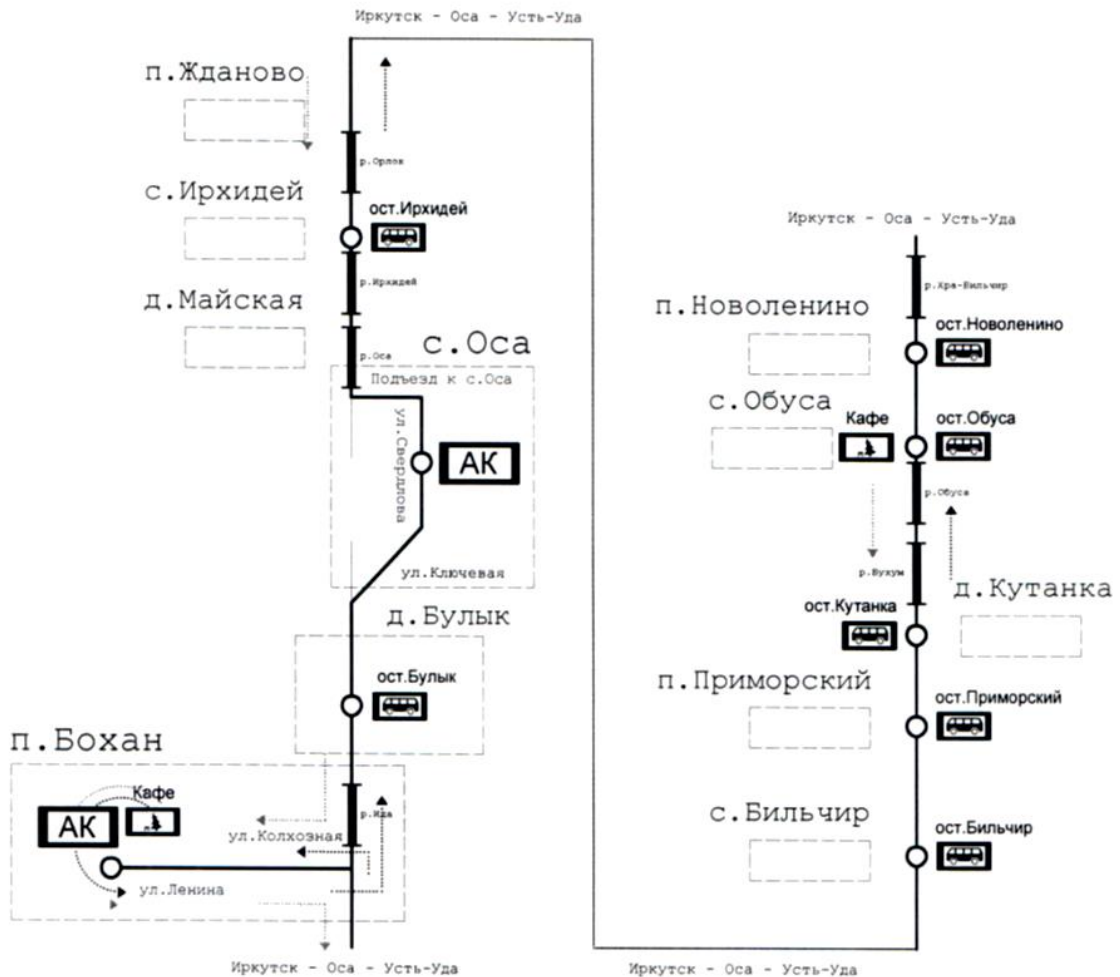 Иркутск - Оса - Усть-Уда
п.Жданово
р.Орлов
с.Ирхидей
ост.Ирхидей
р.Ирхидей
д.Майская
р.Оса
с.Оса
Подъезд к с.Оса
ул.Свердлова
АК
ул.Ключевая
д.Булык
ост.Булык
п.Бохан
Кафе
АК
р.Ида
ул.Колхозная
ул.Ленина
Иркутск - Оса - Усть-Уда
Иркутск - Оса - Усть-Уда
р.Хра-Бильчир
п.Новоленино
ост.Новоленино
с.Обуса
Кафе
ост.Обуса
р.Обуса
р.Бухум
д.Кутанка
ост.Кутанка
п.Приморский
ост.Приморский
с.Бильчир
ост.Бильчир
Иркутск - Оса - Усть-Уда